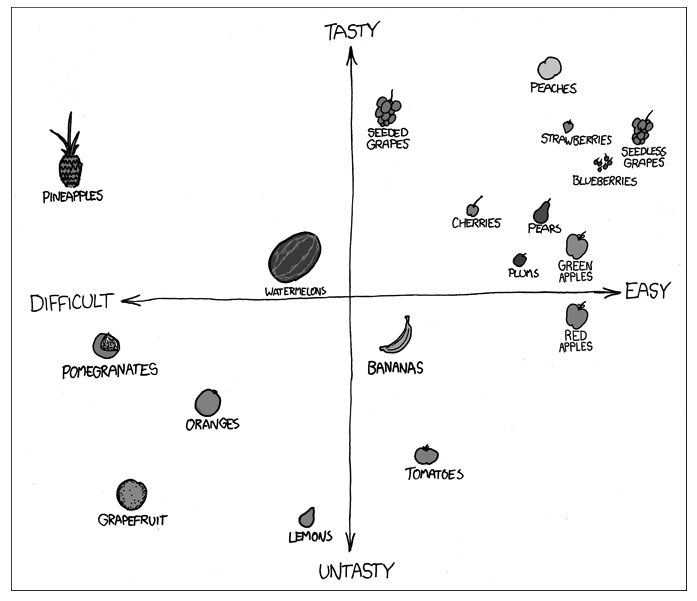 TASTY
PEACHES
SEEDED
GRAPES
STRAWBERRIES
SEEDLESS
GRAPES
BLUEBERRIES
PINEAPPLES
CHERRIES
PEARS
GREEN
APPLES
PLUMS
WATERMELONS
DIFFICULT
EASY
RED
APPLES
POMEGRANATES
BANANAS
ORANGES
TOMATOES
GRAPEFRUIT
LEMONS
UNTASTY